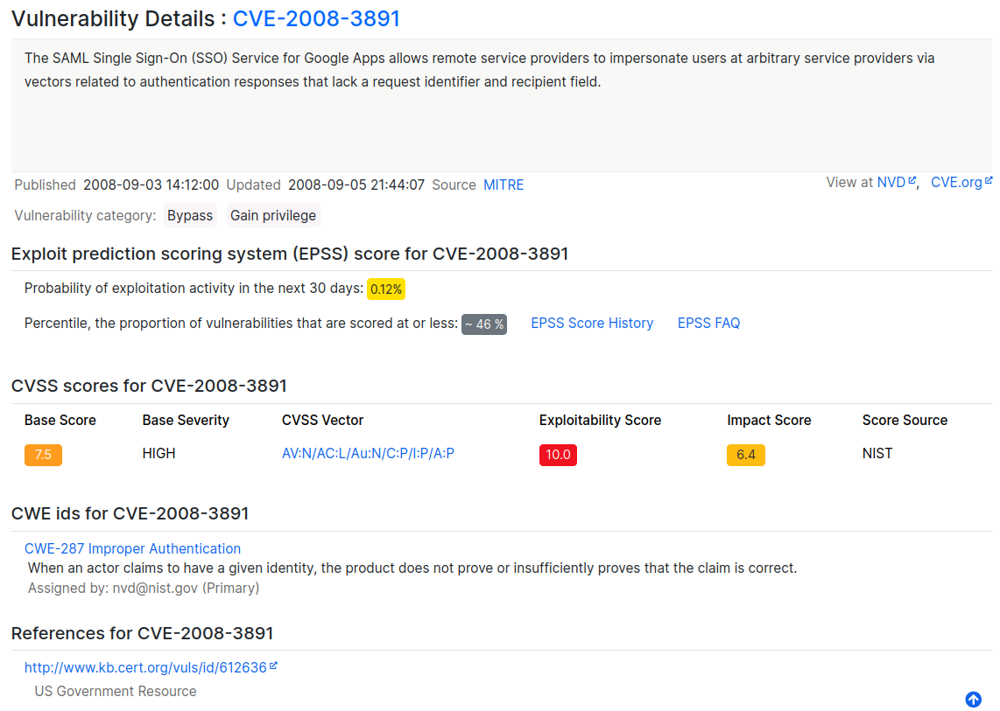 Vulnerability Details : CVE-2008-3891
The SAML Single Sign-On (SSO) Service for Google Apps allows remote service providers to impersonate users at arbitrary service providers via
vectors related to authentication responses that lack a request identifier and recipient field.
Published 2008-09-03 14:12:00 Updated 2008-09-05 21:44:07 Source MITRE
View at NVD, CVE.org
Vulnerability category: Bypass Gain privilege
Exploit prediction scoring system (EPSS) score for CVE-2008-3891
Probability of exploitation activity in the next 30 days: 0.12%
Percentile, the proportion of vulnerabilities that are scored at or less: ~ 46 % EPSS Score History EPSS FAQ
CVSS scores for CVE-2008-3891
Base Score Base Severity CVSS Vector Exploitability Score Impact Score Score Source
7.5 HIGH AV:N/AC:L/Au:N/C:P/I:P/A:P 10.0 6.4 NIST
CWE ids for CVE-2008-3891
CWE-287 Improper Authentication
When an actor claims to have a given identity, the product does not prove or insufficiently proves that the claim is correct.
Assigned by: nvd@nist.gov (Primary)
References for CVE-2008-3891
http://www.kb.cert.org/vuls/id/612636
US Government Resource